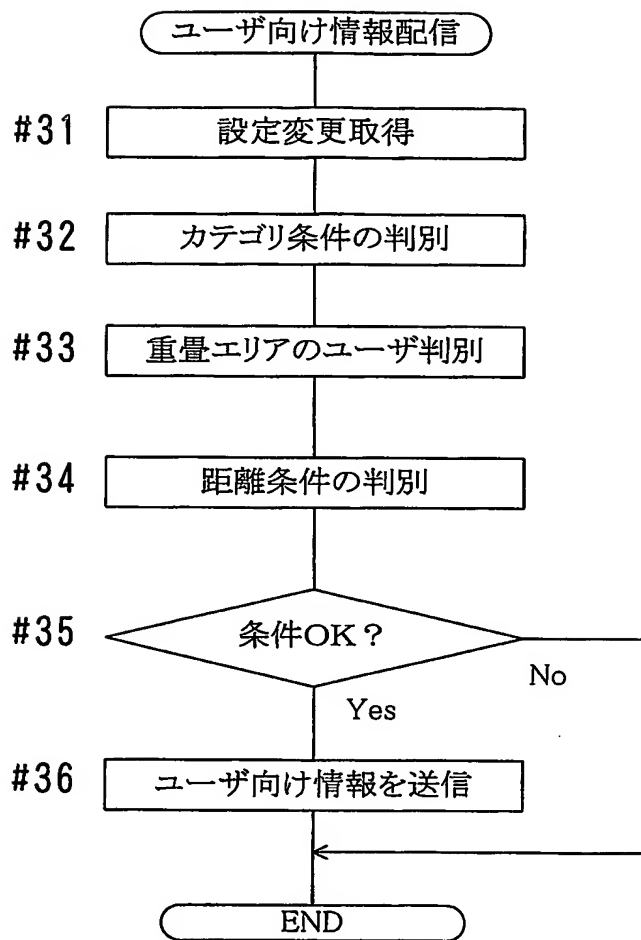 ユーザ向け情報配信
#31 設定変更取得
#32 カテゴリ条件の判別
#33 重畳エリアのユーザ判別
#34 距離条件の判別
#35 条件OK?
No
Yes
#36 ユーザ向け情報を送信
END